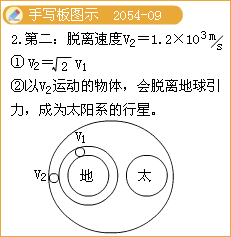 手写板图示 2054-09
2.第二：脱离速度V₂=1.2×10³m/s
①V₂=√2 V₁
②以V₂运动的物体，会脱离地球引
力，成为太阳系的行星。
V₁
V₂ 地 太